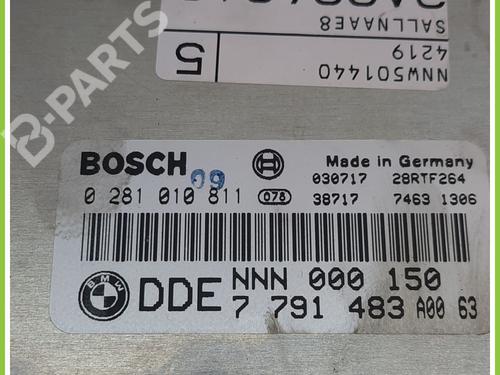 SALLNAAE8
4219
NNW501440
5
B-PARTS
BOSCH
09
Made in Germany
0 281 010 811
078
030717 28RTF264
38717 7463 1306
BMW
DDE NNN 000 150
7 791 483 A00 63